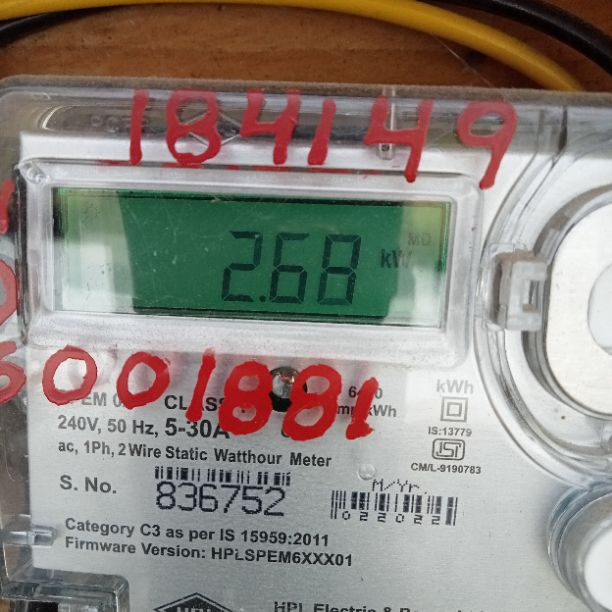 184149
MD
2.68 kW
001881
kWh
240V, 50 Hz, 5-30A
IS:13779
ac, 1Ph, 2 Wire Static Watthour Meter
ISI
CM/L-9190783
S. No.
836752
M/Yr.
022022
Category C3 as per IS 15959:2011
Firmware Version: HPLSPEM6XXX01
HPL Electric &